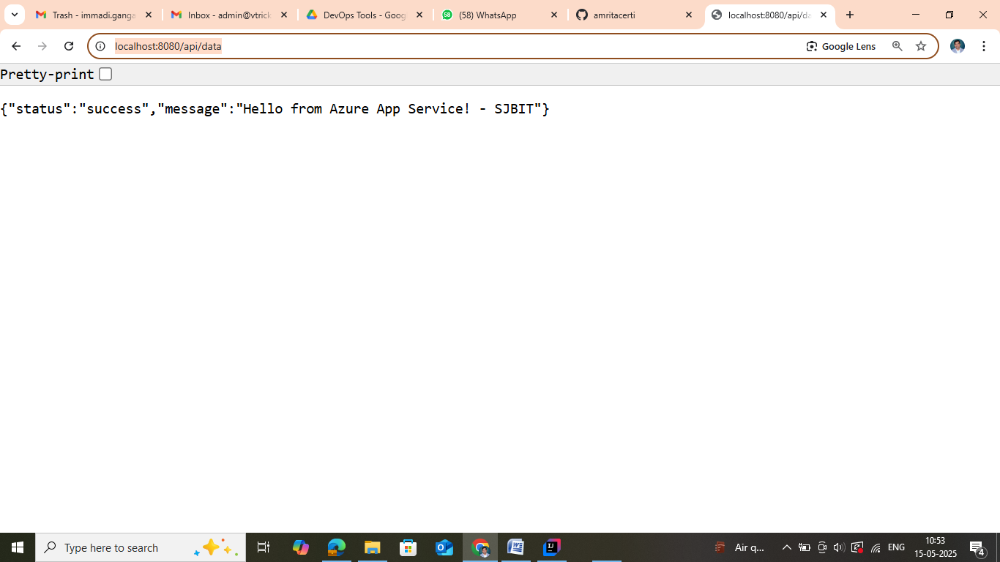 Trash - immadi.ganga
Inbox - admin@vtrick
DevOps Tools - Goog
(58) WhatsApp
amritacerti
localhost:8080/api/da
localhost:8080/api/data
Google Lens
Pretty-print
{"status":"success","message":"Hello from Azure App Service! - SJBIT"}
Type here to search
Air q...
ENG
10:53
15-05-2025
4